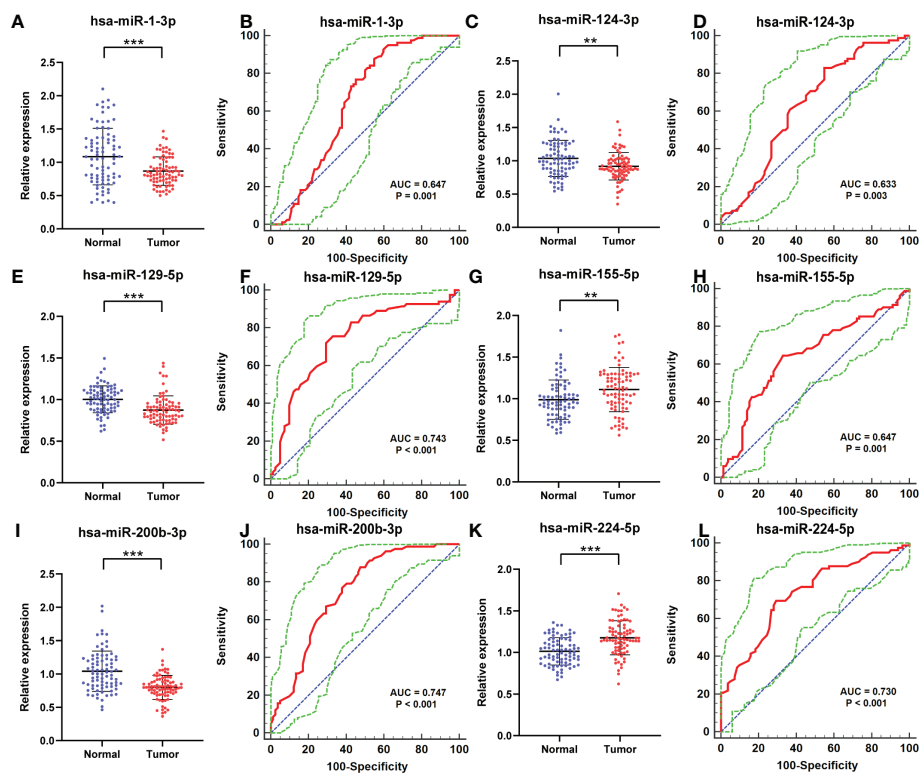 A
hsa-miR-1-3p
***
Relative expression
2.5
2.0
1.5
1.0
0.5
0.0
Normal
Tumor
B
hsa-miR-1-3p
Sensitivity
100
80
60
40
20
0
AUC = 0.647
P = 0.001
0
20
40
60
80
100
100-Specificity
C
hsa-miR-124-3p
**
Relative expression
2.5
2.0
1.5
1.0
0.5
0.0
Normal
Tumor
D
hsa-miR-124-3p
Sensitivity
100
80
60
40
20
0
AUC = 0.633
P = 0.003
0
20
40
60
80
100
100-Specificity
E
hsa-miR-129-5p
***
Relative expression
2.0
1.5
1.0
0.5
0.0
Normal
Tumor
F
hsa-miR-129-5p
Sensitivity
100
80
60
40
20
0
AUC = 0.743
P < 0.001
0
20
40
60
80
100
100-Specificity
G
hsa-miR-155-5p
**
Relative expression
2.0
1.5
1.0
0.5
0.0
Normal
Tumor
H
hsa-miR-155-5p
Sensitivity
100
80
60
40
20
0
AUC = 0.647
P = 0.001
0
20
40
60
80
100
100-Specificity
I
hsa-miR-200b-3p
***
Relative expression
2.5
2.0
1.5
1.0
0.5
0.0
Normal
Tumor
J
hsa-miR-200b-3p
Sensitivity
100
80
60
40
20
0
AUC = 0.747
P < 0.001
0
20
40
60
80
100
100-Specificity
K
hsa-miR-224-5p
***
Relative expression
2.0
1.5
1.0
0.5
0.0
Normal
Tumor
L
hsa-miR-224-5p
Sensitivity
100
80
60
40
20
0
AUC = 0.730
P < 0.001
0
20
40
60
80
100
100-Specificity